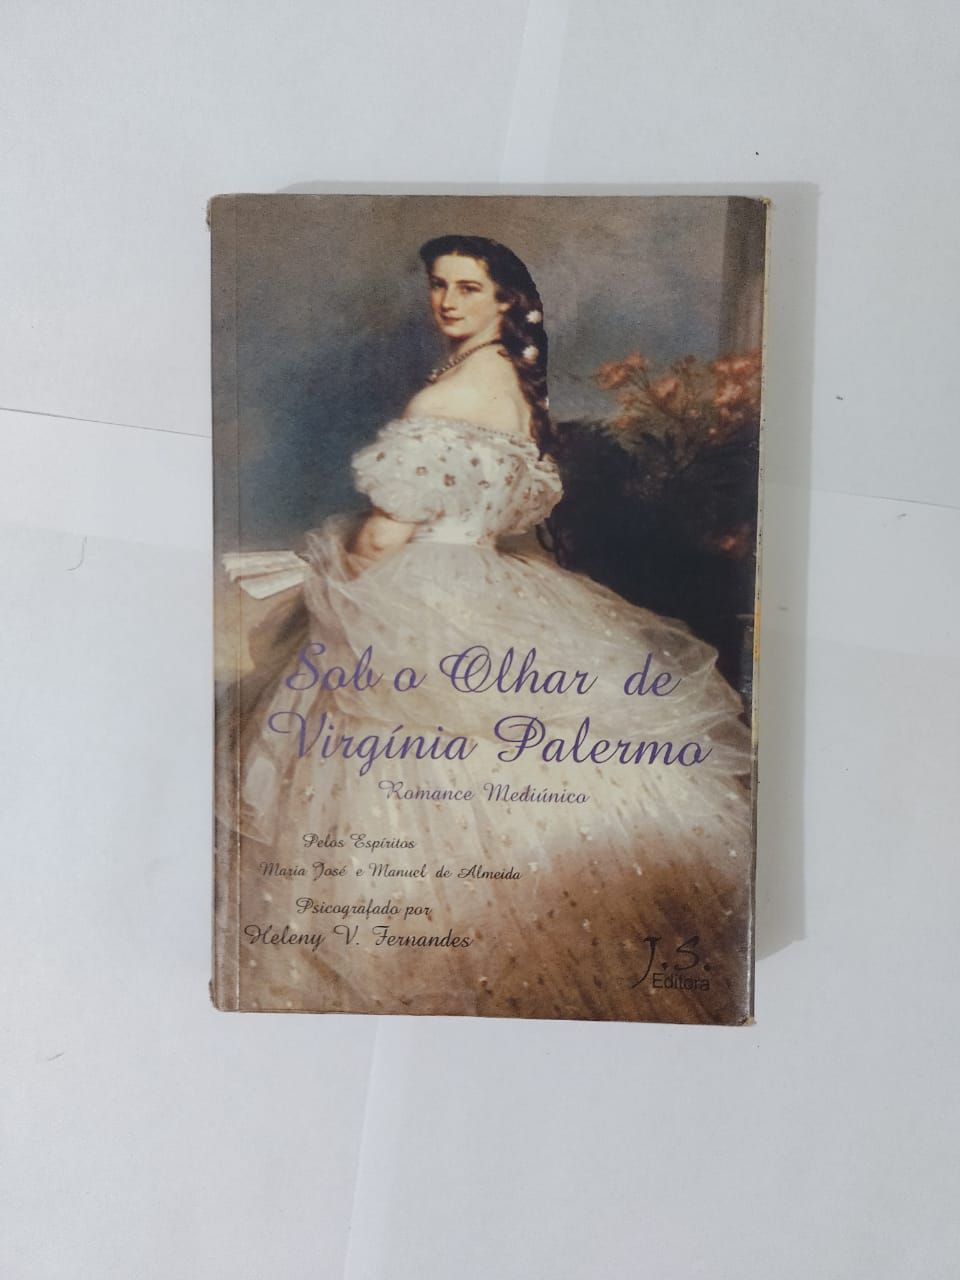 Sob o Olhar de
Virgínia Palermo
Romance Mediúnico
Pelos Espíritos
Maria José e Manuel de Almeida
Psicografado por
Heleny V. Fernandes
J.S.
Editora